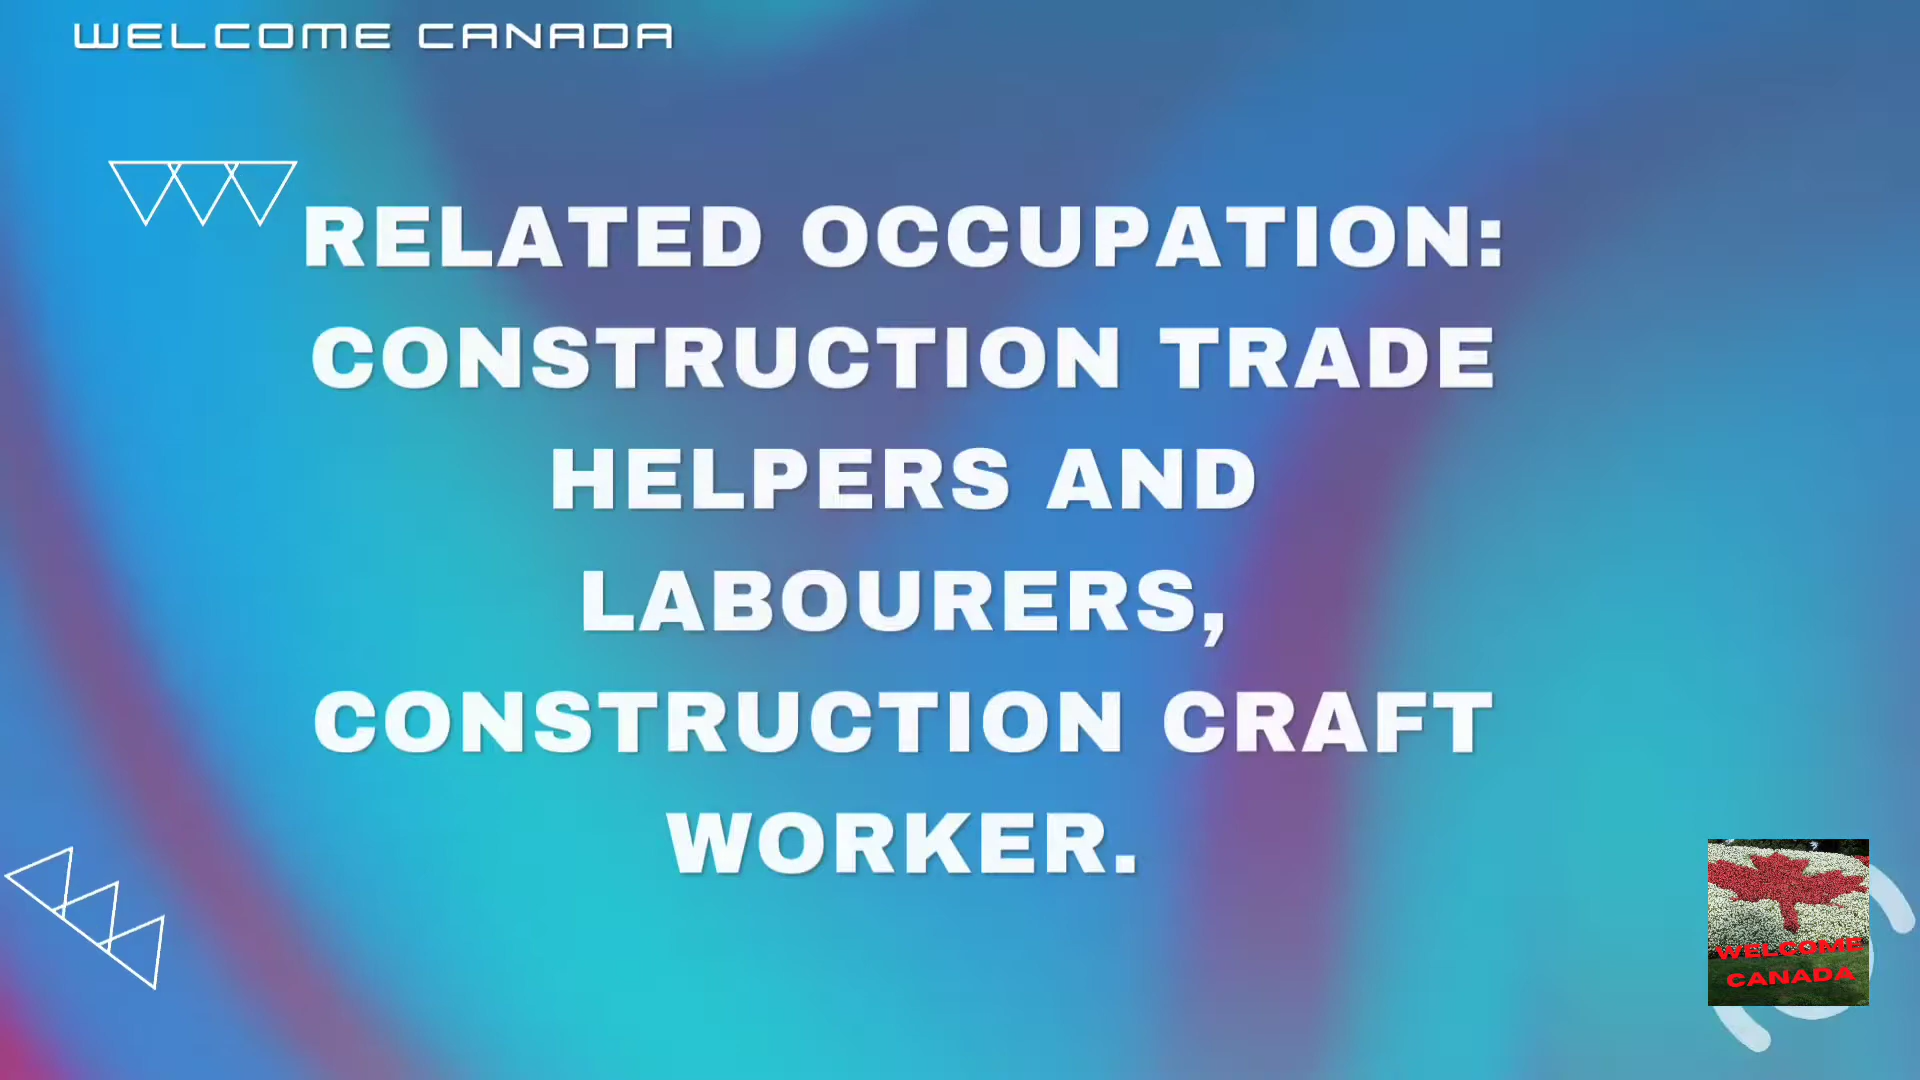 WELCOME CANADA
RELATED OCCUPATION:
CONSTRUCTION TRADE
HELPERS AND
LABOURERS,
CONSTRUCTION CRAFT
WORKER.
WELCOME
CANADA